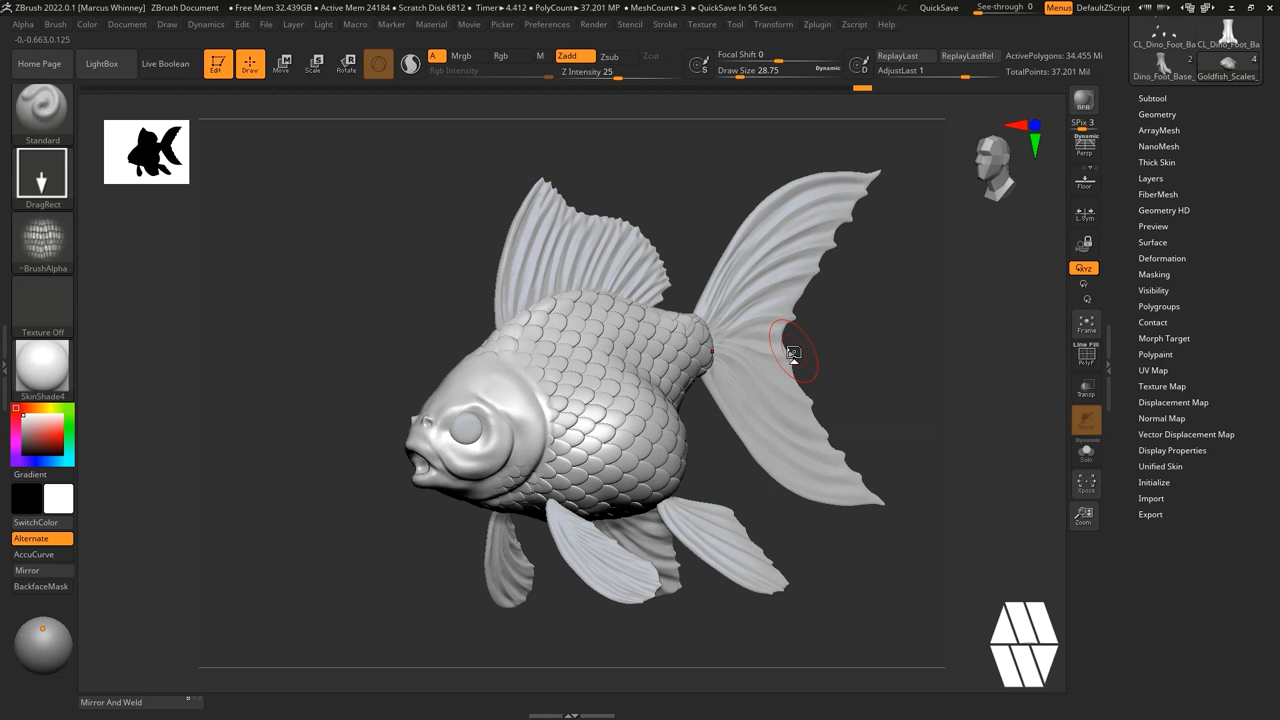 ZBrush 2022.0.1 [Marcus Whinney] ZBrush Document • Free Mem 32.439GB • Active Mem 24184 • Scratch Disk 6812 • Timer▸4.412 • PolyCount▸37.201 MP • MeshCount▸3 • QuickSave In 56 Secs AC QuickSave See-through 0 Menus DefaultZScript
Alpha Brush Color Document Draw Dynamics Edit File Layer Light Macro Marker Material Movie Picker Preferences Render Stencil Stroke Texture Tool Transform Zplugin Zscript Help
-0,-0.663,0.125
Home Page LightBox Live Boolean Edit Draw Move Scale Rotate
A Mrgb Rgb M Zadd Zsub Zcut
Rgb Intensity Z Intensity 25
Focal Shift 0
Draw Size 28.75 Dynamic
S
D
ReplayLast ReplayLastRel
AdjustLast 1
ActivePolygons: 34.455 Mi
TotalPoints: 37.201 Mil
CL_Dino_Foot_Ba CL_Dino_Foot_Ba
2 4
Dino_Foot_Base_ Goldfish_Scales_
Standard
DragRect
~BrushAlpha
Texture Off
SkinShade4
Gradient
SwitchColor
Alternate
AccuCurve
Mirror
BackfaceMask
Mirror And Weld
BPR
SPix 3
Dynamic
Persp
Floor
L.Sym
XYZ
Frame
Line Fill
PolyF
Transp
Ghost
Dynamic
Solo
Xpose
Zoom
Subtool
Geometry
ArrayMesh
NanoMesh
Thick Skin
Layers
FiberMesh
Geometry HD
Preview
Surface
Deformation
Masking
Visibility
Polygroups
Contact
Morph Target
Polypaint
UV Map
Texture Map
Displacement Map
Normal Map
Vector Displacement Map
Display Properties
Unified Skin
Initialize
Import
Export